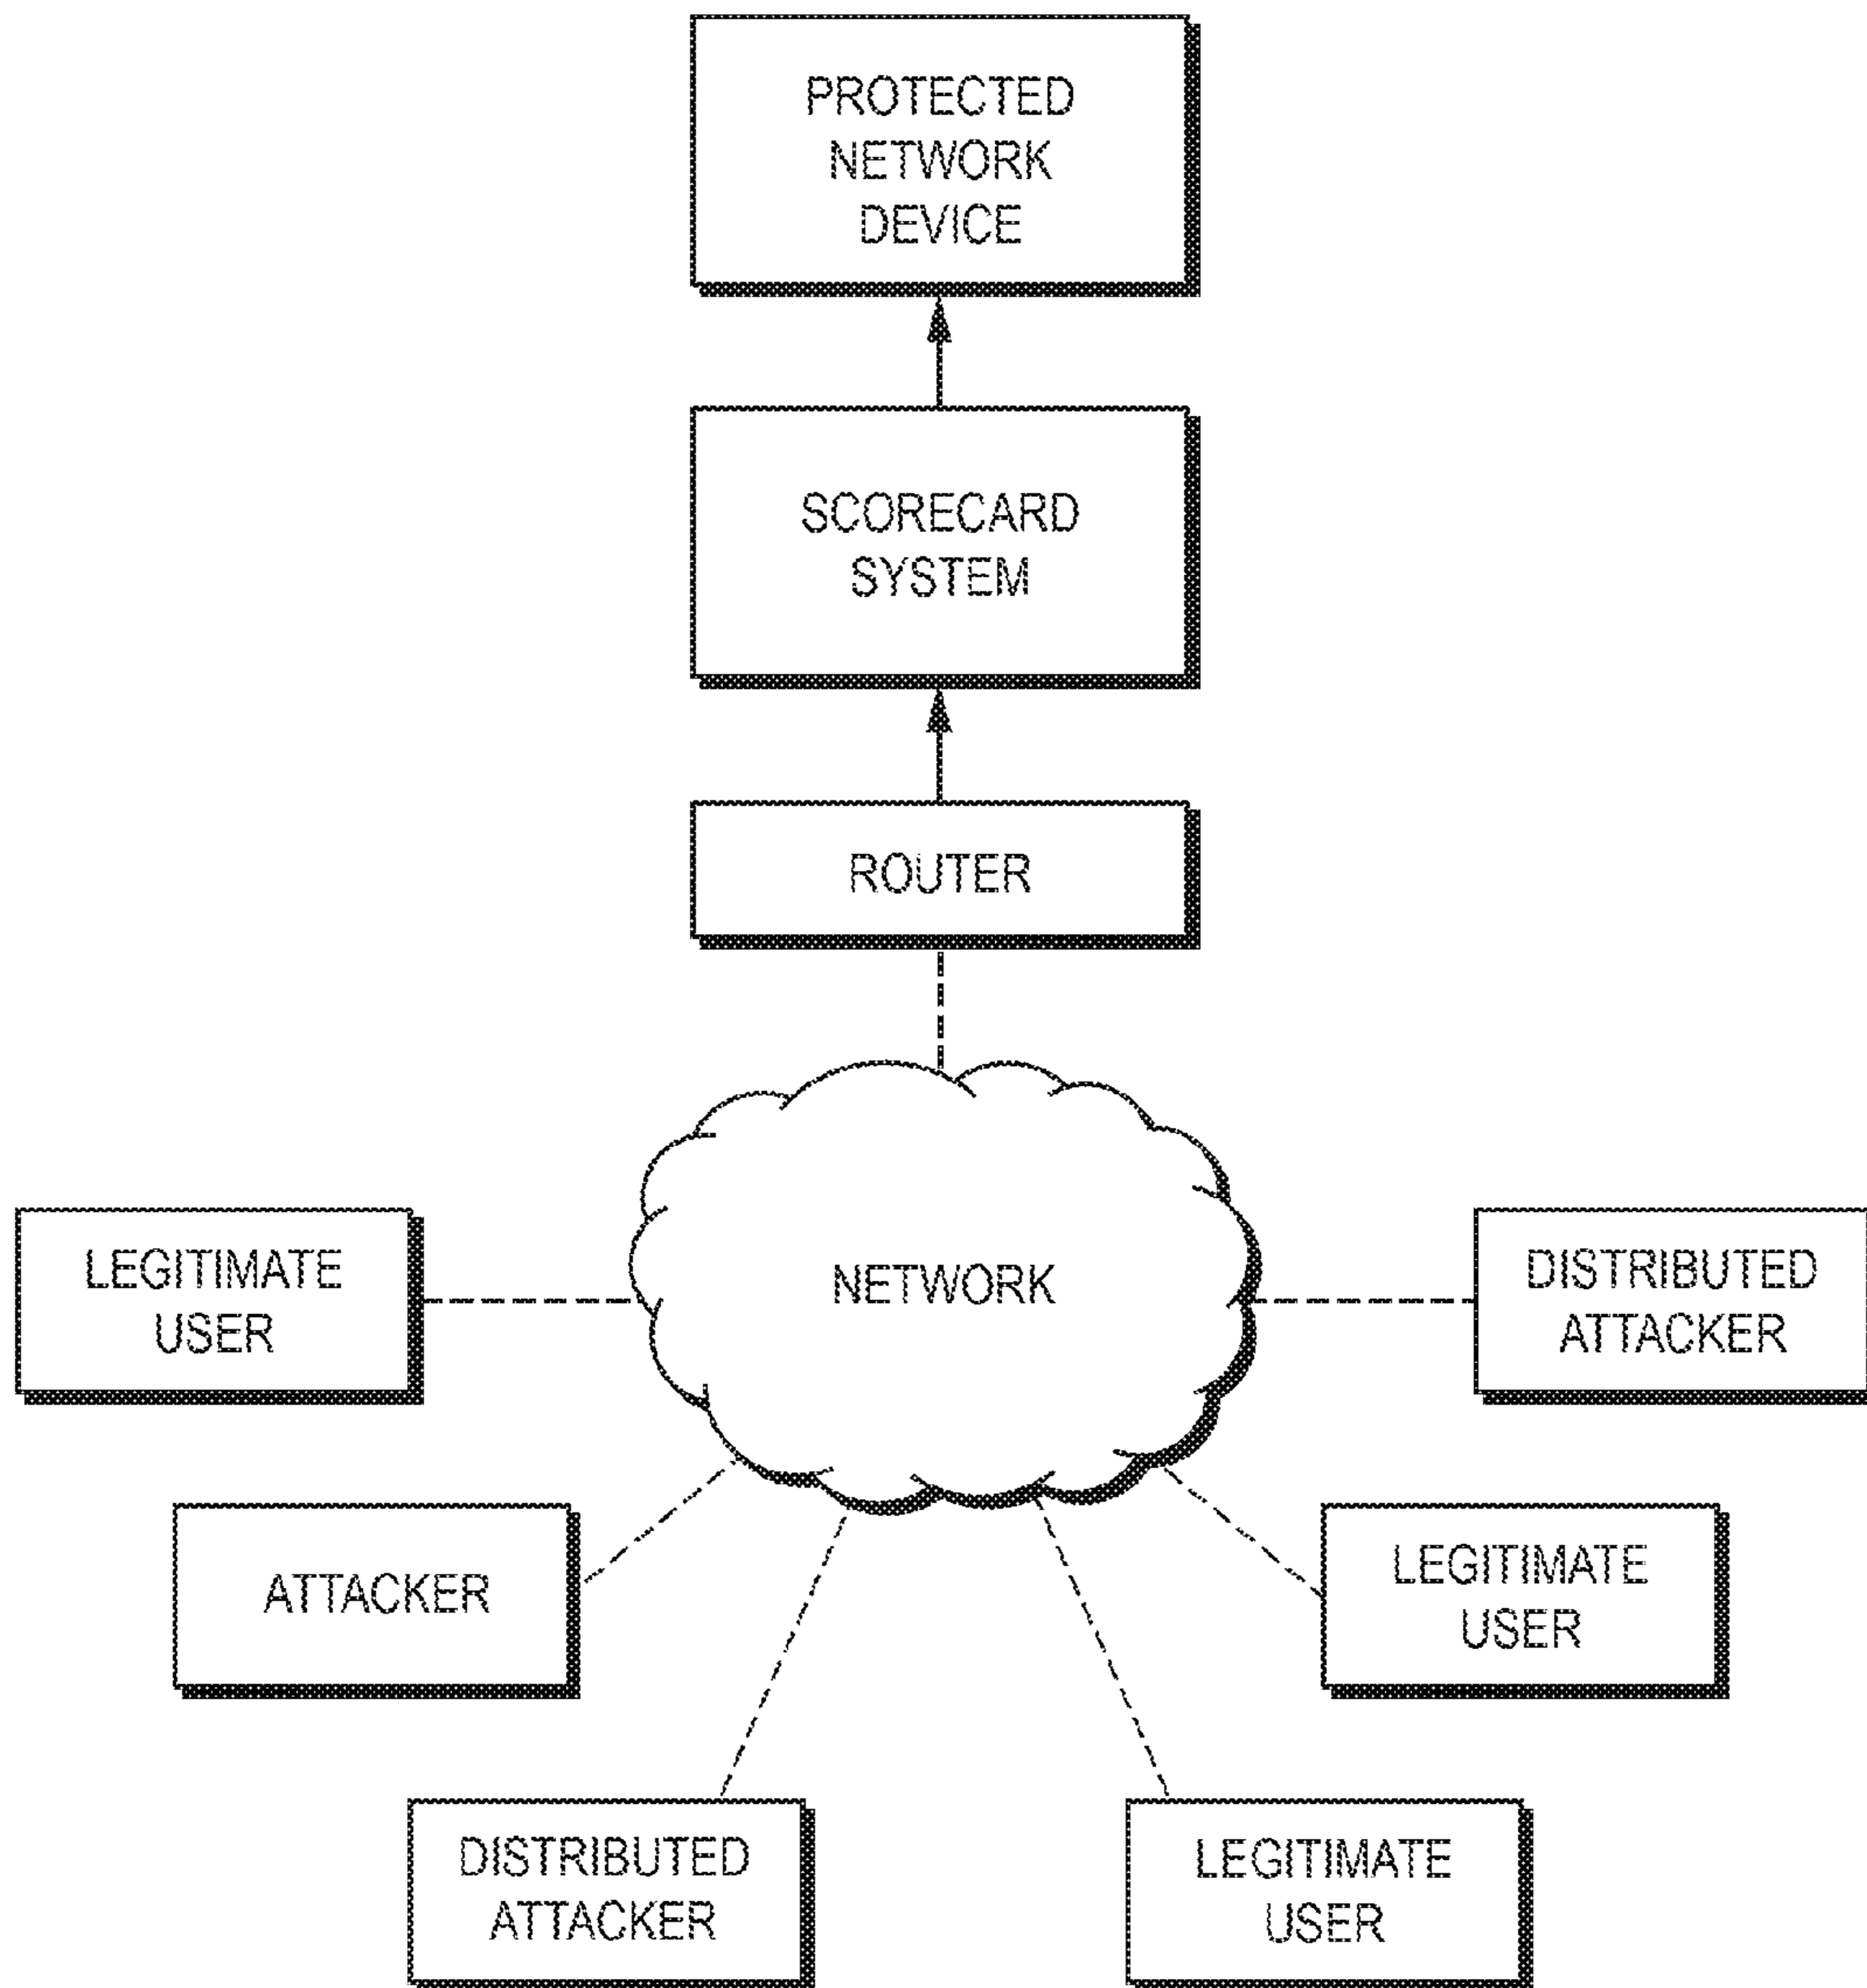 PROTECTED
NETWORK
DEVICE
SCORECARD
SYSTEM
ROUTER
NETWORK
LEGITIMATE
USER
DISTRIBUTED
ATTACKER
ATTACKER
LEGITIMATE
USER
DISTRIBUTED
ATTACKER
LEGITIMATE
USER